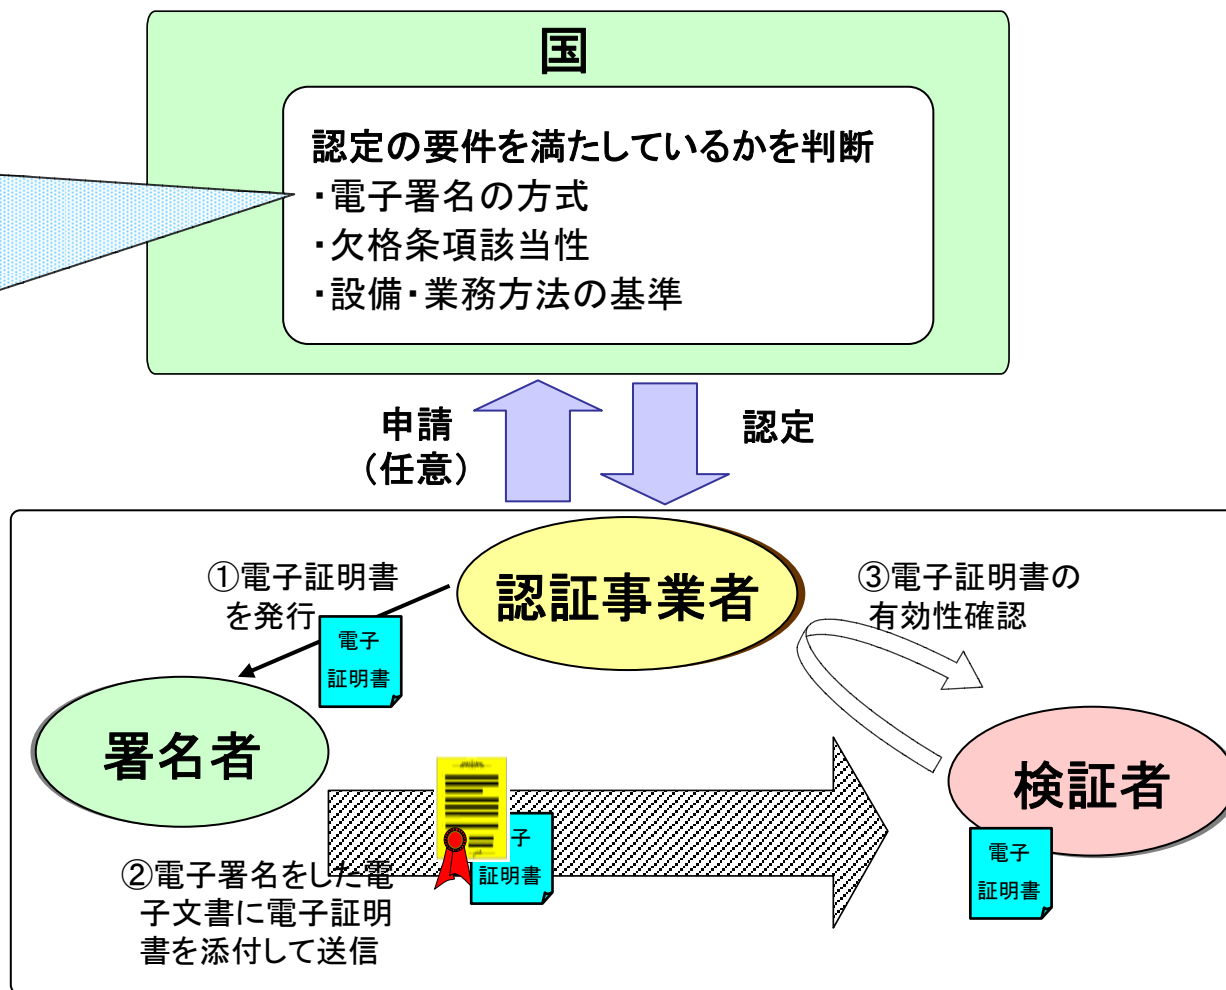 国
認定の要件を満たしているかを判断
・電子署名の方式
・欠格条項該当性
・設備・業務方法の基準
申請
（任意）
認定
認証事業者
①電子証明書
を発行
電子
証明書
③電子証明書の
有効性確認
署名者
検証者
子
証明書
電子
証明書
②電子署名をした電
子文書に電子証明
書を添付して送信